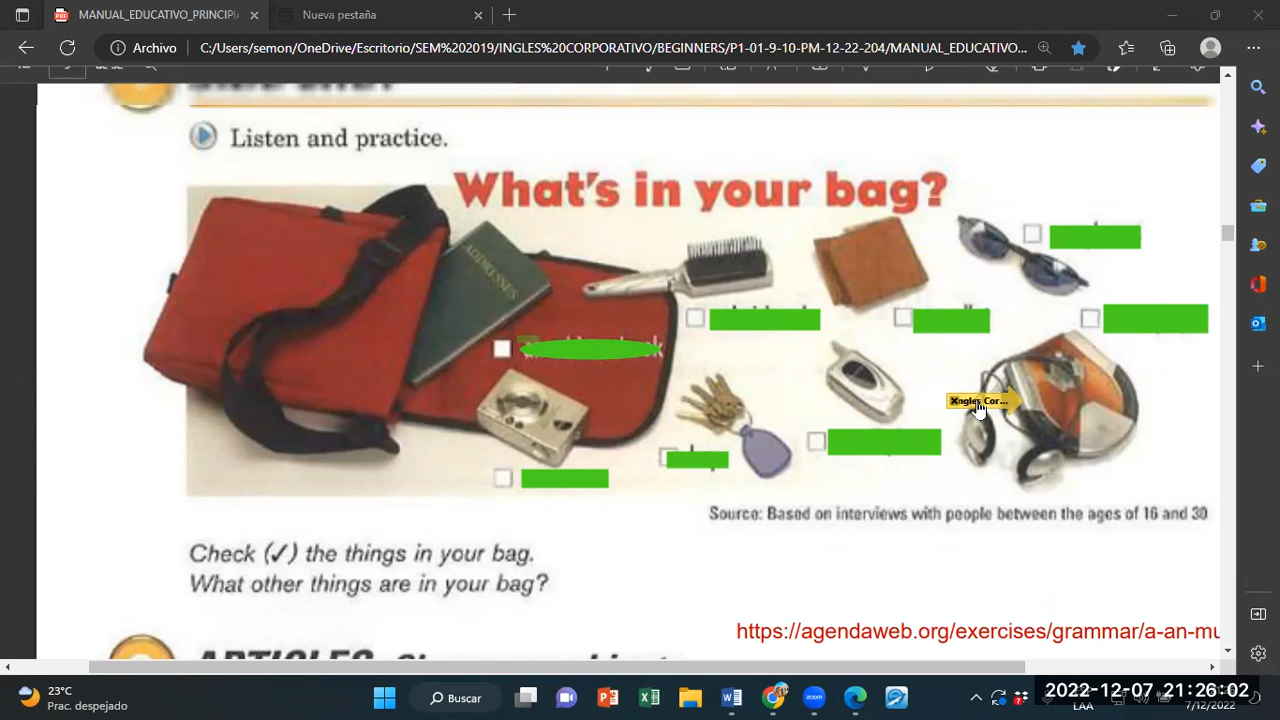 MANUAL_EDUCATIVO_PRINCIPI
Nueva pestaña
Archivo
C:/Users/semon/OneDrive/Escritorio/SEM%202019/INGLES%20CORPORATIVO/BEGINNERS/P1-01-9-10-PM-12-22-204/MANUAL_EDUCATIVO...
Listen and practice.
What's in your bag?
ADDRESSES
Xngles Cor...
Source: Based on interviews with people between the ages of 16 and 30
Check (✓) the things in your bag.
What other things are in your bag?
https://agendaweb.org/exercises/grammar/a-an-mu
23°C
Prac. despejado
Buscar
2022-12-07 21:26:02
LAA
7/12/2022